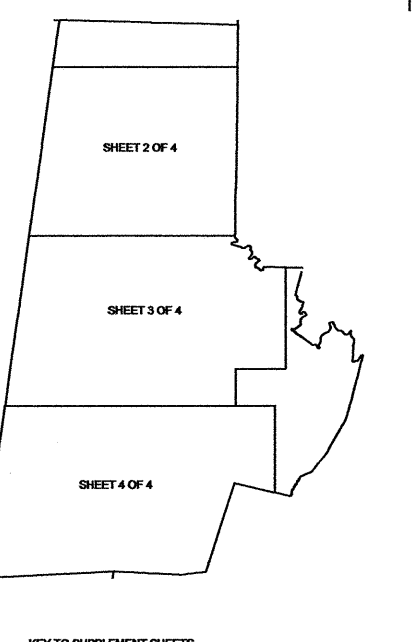 SHEET 2 OF 4
SHEET 3 OF 4
SHEET 4 OF 4
KEY TO SUPPLEMENT SHEETS